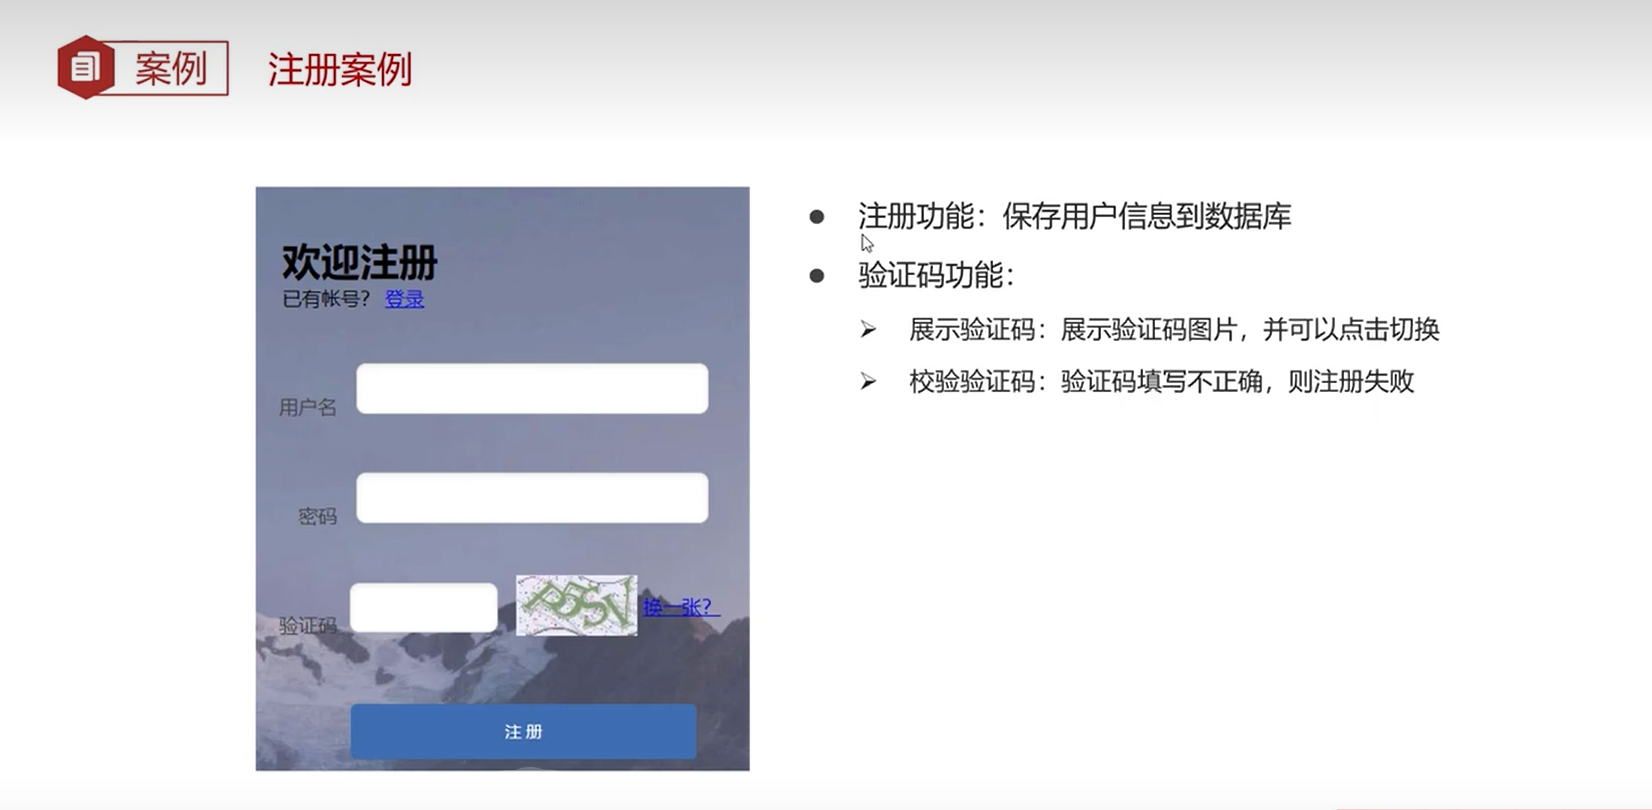 案例
注册案例
欢迎注册
已有帐号？ 登录
用户名
密码
验证码
换一张？
注册
● 注册功能：保存用户信息到数据库
● 验证码功能：
➢ 展示验证码：展示验证码图片，并可以点击切换
➢ 校验验证码：验证码填写不正确，则注册失败